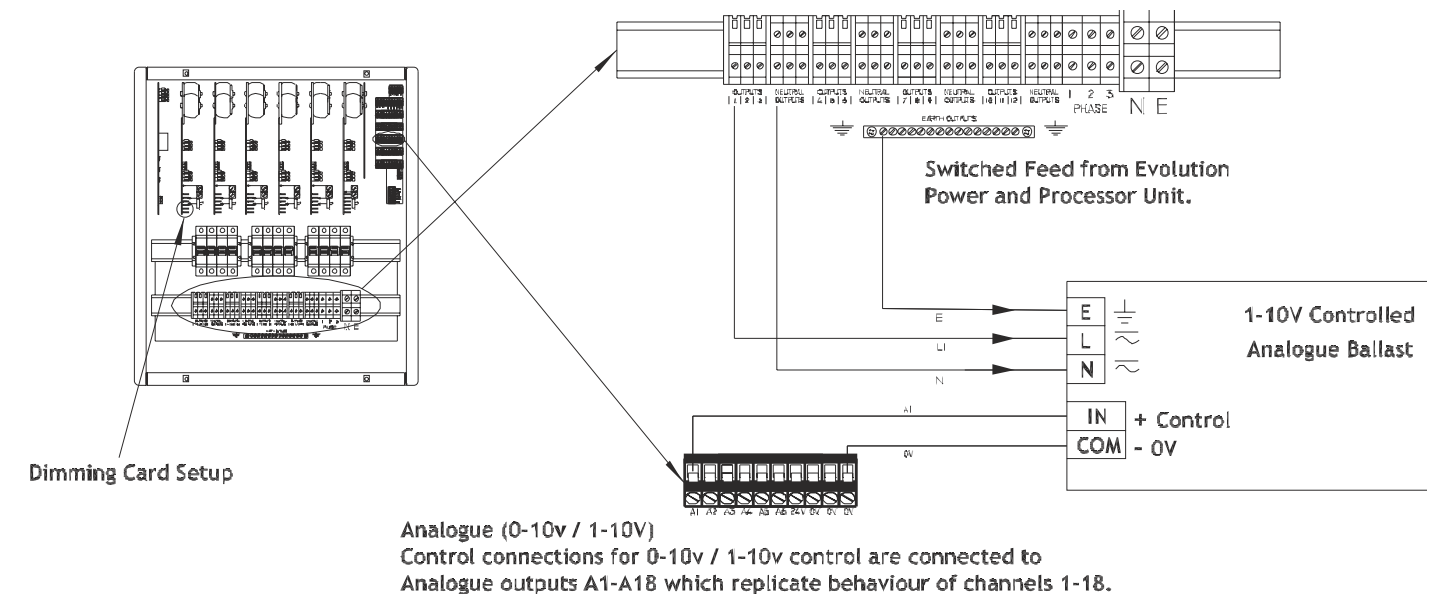 OUTPUTS NEUTRAL OUTPUTS NEUTRAL OUTPUTS NEUTRAL OUTPUTS NEUTRAL 1 2 3 N E
1 2 3 OUTPUTS 4 5 6 OUTPUTS 7 8 9 OUTPUTS 10 11 12 OUTPUTS PHASE
EARTH OUTPUTS
Switched Feed from Evolution
Power and Processor Unit.
E E 1-10V Controlled
L1 L Analogue Ballast
N N
A1 IN + Control
0V COM - 0V
Dimming Card Setup
A1 A2 A3 A4 A5 A6 24V 0V 0V 0V
Analogue (0-10v / 1-10V)
Control connections for 0-10v / 1-10v control are connected to
Analogue outputs A1-A18 which replicate behaviour of channels 1-18.